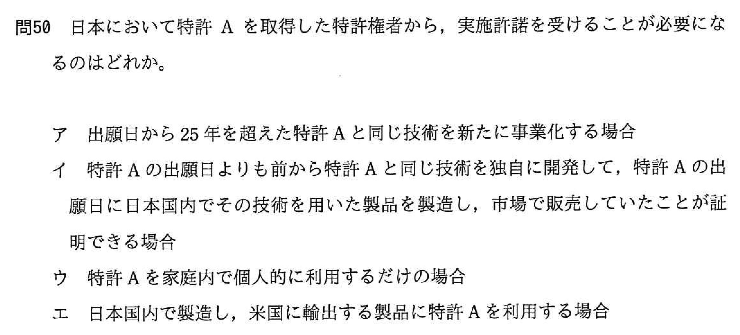 問50 日本において特許 A を取得した特許権者から，実施許諾を受けることが必要にな
るのはどれか。
ア 出願日から 25 年を超えた特許 A と同じ技術を新たに事業化する場合
イ 特許 A の出願日よりも前から特許 A と同じ技術を独自に開発して，特許 A の出
願日に日本国内でその技術を用いた製品を製造し，市場で販売していたことが証
明できる場合
ウ 特許 A を家庭内で個人的に利用するだけの場合
エ 日本国内で製造し，米国に輸出する製品に特許 A を利用する場合